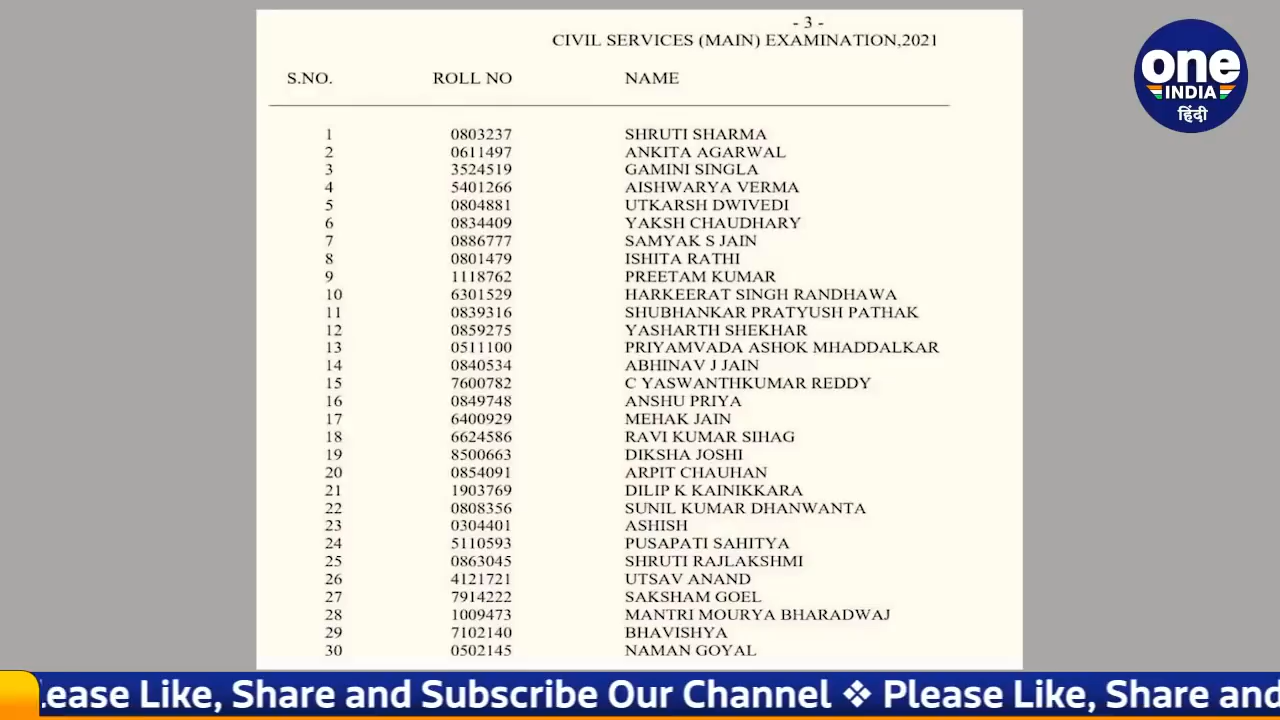 - 3 -
CIVIL SERVICES (MAIN) EXAMINATION,2021
S.NO. ROLL NO NAME
1 0803237 SHRUTI SHARMA
2 0611497 ANKITA AGARWAL
3 3524519 GAMINI SINGLA
4 5401266 AISHWARYA VERMA
5 0804881 UTKARSH DWIVEDI
6 0834409 YAKSH CHAUDHARY
7 0886777 SAMYAK S JAIN
8 0801479 ISHITA RATHI
9 1118762 PREETAM KUMAR
10 6301529 HARKEERAT SINGH RANDHAWA
11 0839316 SHUBHANKAR PRATYUSH PATHAK
12 0859275 YASHARTH SHEKHAR
13 0511100 PRIYAMVADA ASHOK MHADDALKAR
14 0840534 ABHINAV J JAIN
15 7600782 C YASWANTHKUMAR REDDY
16 0849748 ANSHU PRIYA
17 6400929 MEHAK JAIN
18 6624586 RAVI KUMAR SIHAG
19 8500663 DIKSHA JOSHI
20 0854091 ARPIT CHAUHAN
21 1903769 DILIP K KAINIKKARA
22 0808356 SUNIL KUMAR DHANWANTA
23 0304401 ASHISH
24 5110593 PUSAPATI SAHITYA
25 0863045 SHRUTI RAJLAKSHMI
26 4121721 UTSAV ANAND
27 7914222 SAKSHAM GOEL
28 1009473 MANTRI MOURYA BHARADWAJ
29 7102140 BHAVISHYA
30 0502145 NAMAN GOYAL
one
INDIA
हिंदी
lease Like, Share and Subscribe Our Channel ❖ Please Like, Share and